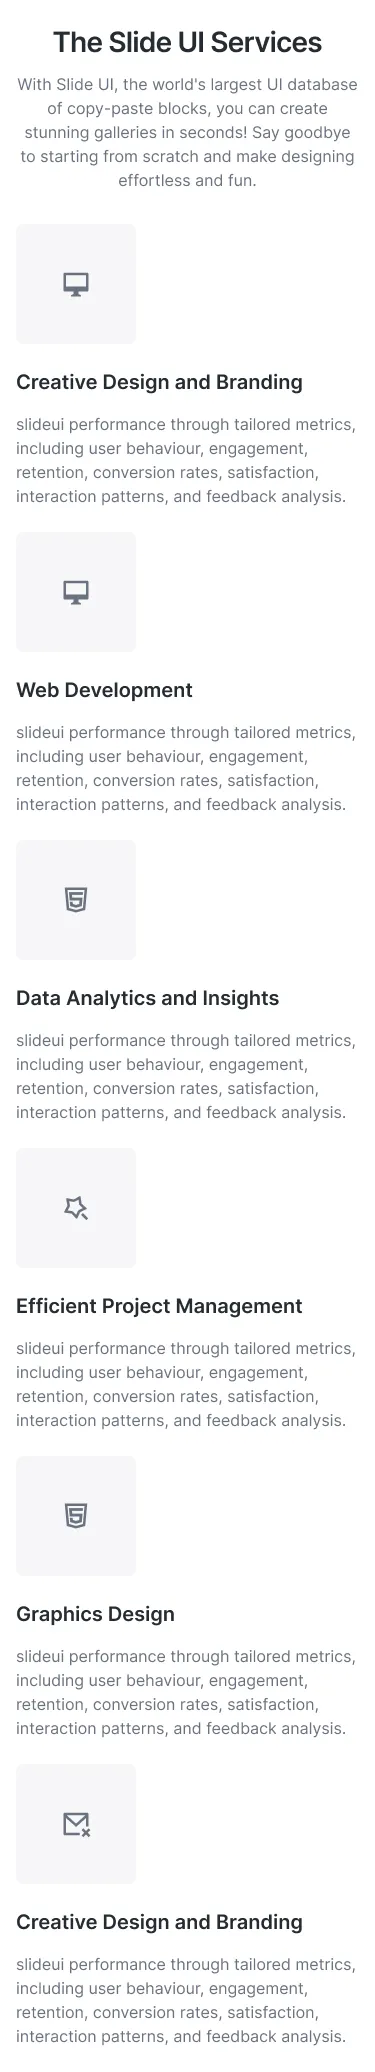 The Slide UI Services
With Slide UI, the world's largest UI database
of copy-paste blocks, you can create
stunning galleries in seconds! Say goodbye
to starting from scratch and make designing
effortless and fun.
Creative Design and Branding
slideui performance through tailored metrics,
including user behaviour, engagement,
retention, conversion rates, satisfaction,
interaction patterns, and feedback analysis.
Web Development
slideui performance through tailored metrics,
including user behaviour, engagement,
retention, conversion rates, satisfaction,
interaction patterns, and feedback analysis.
Data Analytics and Insights
slideui performance through tailored metrics,
including user behaviour, engagement,
retention, conversion rates, satisfaction,
interaction patterns, and feedback analysis.
Efficient Project Management
slideui performance through tailored metrics,
including user behaviour, engagement,
retention, conversion rates, satisfaction,
interaction patterns, and feedback analysis.
Graphics Design
slideui performance through tailored metrics,
including user behaviour, engagement,
retention, conversion rates, satisfaction,
interaction patterns, and feedback analysis.
Creative Design and Branding
slideui performance through tailored metrics,
including user behaviour, engagement,
retention, conversion rates, satisfaction,
interaction patterns, and feedback analysis.